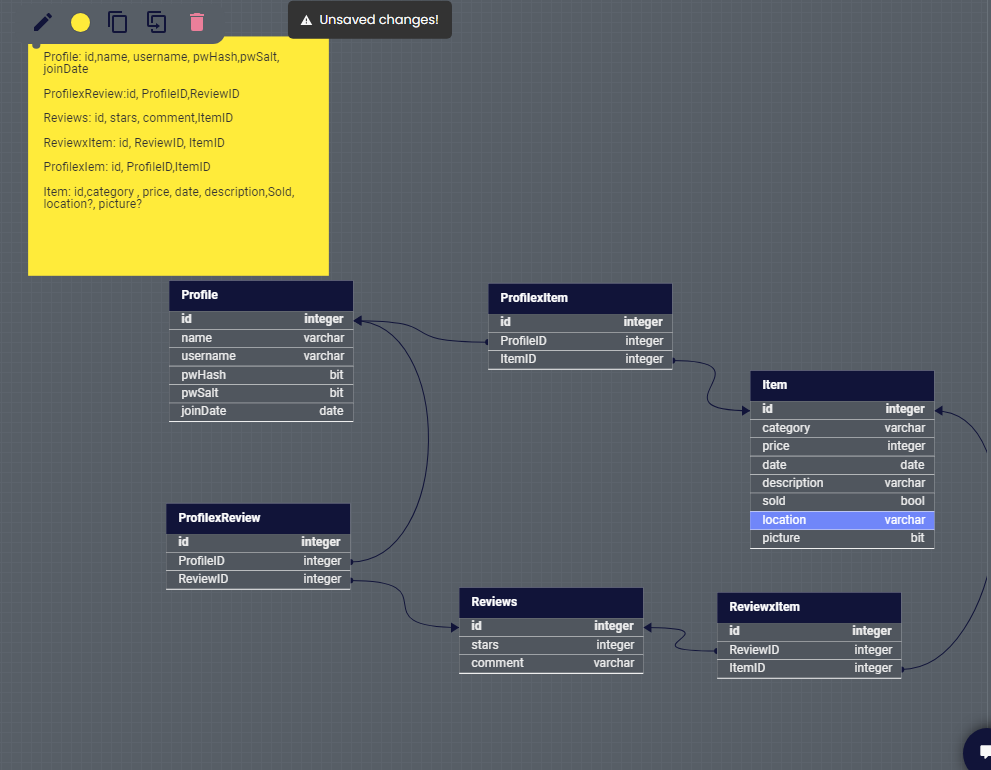 Unsaved changes!
Profile: id,name, username, pwHash,pwSalt,
joinDate
ProfilexReview:id, ProfileID,ReviewID
Reviews: id, stars, comment,ItemID
ReviewxItem: id, ReviewID, ItemID
ProfilexIem: id, ProfileID,ItemID
Item: id,category , price, date, description,Sold,
location?, picture?
Profile
id integer
name varchar
username varchar
pwHash bit
pwSalt bit
joinDate date
ProfilexItem
id integer
ProfileID integer
ItemID integer
Item
id integer
category varchar
price integer
date date
description varchar
sold bool
location varchar
picture bit
ProfilexReview
id integer
ProfileID integer
ReviewID integer
Reviews
id integer
stars integer
comment varchar
ReviewxItem
id integer
ReviewID integer
ItemID integer